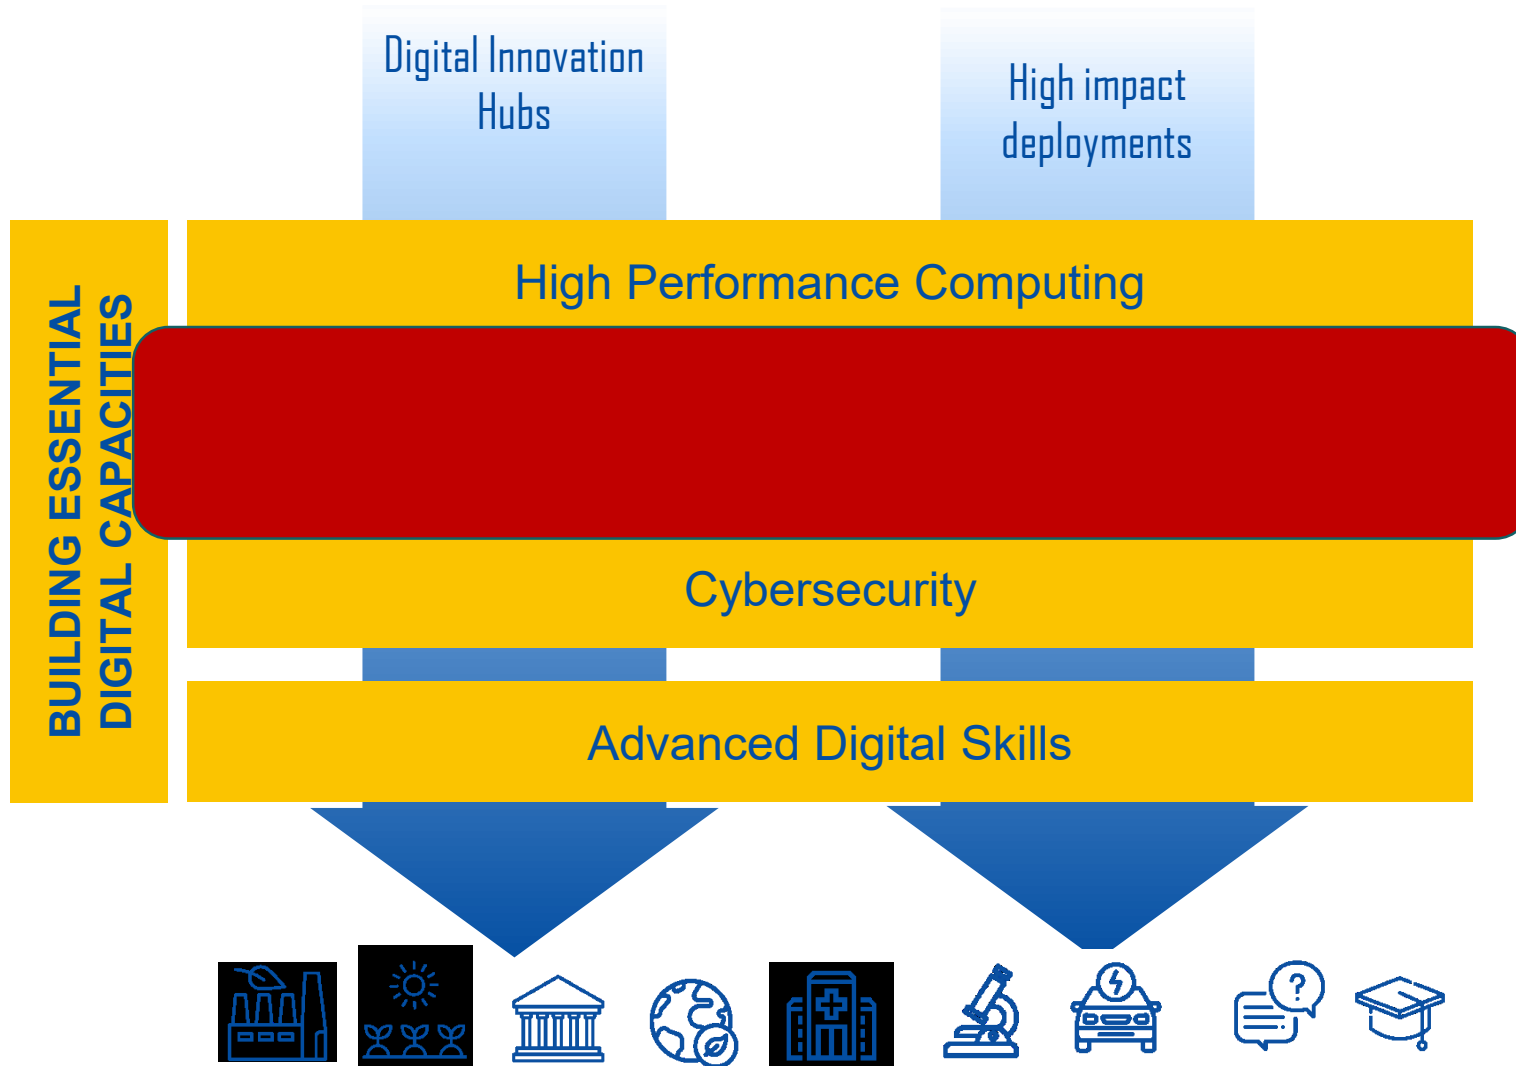 Digital Innovation
Hubs
High impact
deployments
BUILDING ESSENTIAL
DIGITAL CAPACITIES
High Performance Computing
Cybersecurity
Advanced Digital Skills
?